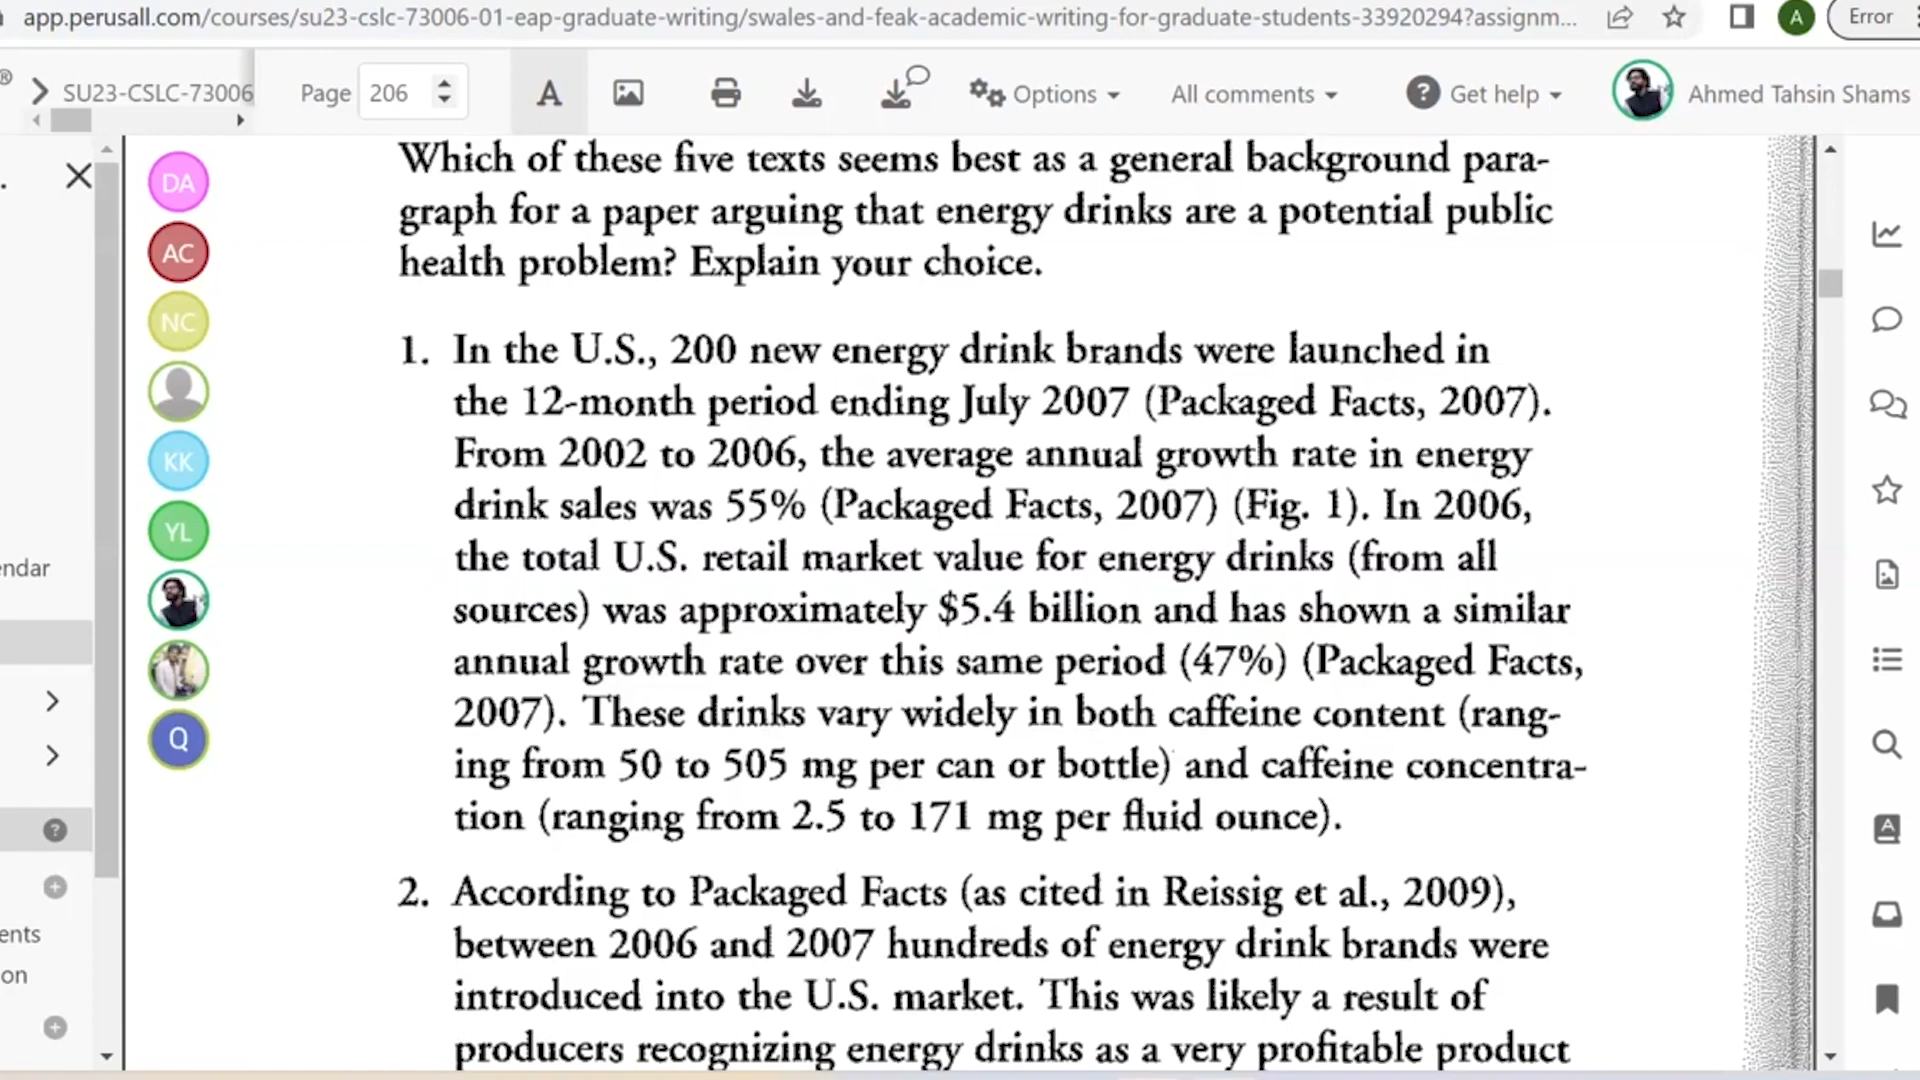 app.perusall.com/courses/su23-cslc-73006-01-eap-graduate-writing/swales-and-feak-academic-writing-for-graduate-students-33920294?assignm...
A
Error
SU23-CSLC-73006
Page
206
A
Options
All comments
Get help
Ahmed Tahsin Shams
DA
AC
NC
KK
YL
Q
ndar
ents
on
Which of these five texts seems best as a general background para-
graph for a paper arguing that energy drinks are a potential public
health problem? Explain your choice.
1. In the U.S., 200 new energy drink brands were launched in
the 12-month period ending July 2007 (Packaged Facts, 2007).
From 2002 to 2006, the average annual growth rate in energy
drink sales was 55% (Packaged Facts, 2007) (Fig. 1). In 2006,
the total U.S. retail market value for energy drinks (from all
sources) was approximately $5.4 billion and has shown a similar
annual growth rate over this same period (47%) (Packaged Facts,
2007). These drinks vary widely in both caffeine content (rang-
ing from 50 to 505 mg per can or bottle) and caffeine concentra-
tion (ranging from 2.5 to 171 mg per fluid ounce).
2. According to Packaged Facts (as cited in Reissig et al., 2009),
between 2006 and 2007 hundreds of energy drink brands were
introduced into the U.S. market. This was likely a result of
producers recognizing energy drinks as a very profitable product